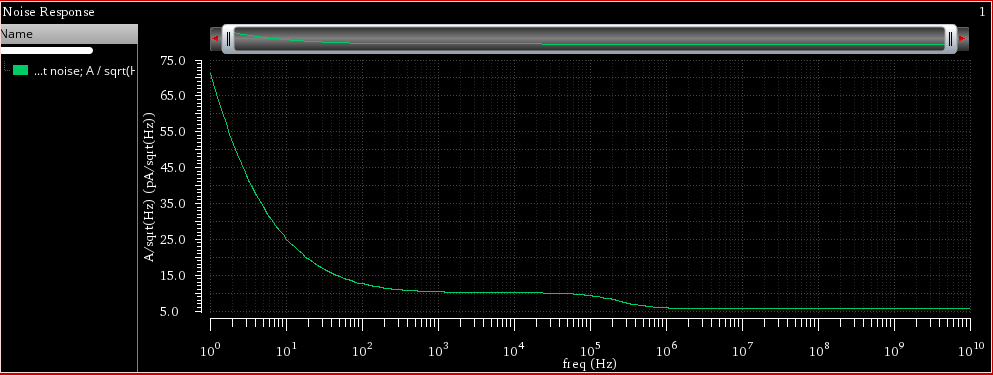 Noise Response
1
Name
...t noise; A / sqrt(H
75.0
65.0
55.0
45.0
35.0
25.0
15.0
5.0
A/sqrt(Hz) (pA/sqrt(Hz))
10⁰ 10¹ 10² 10³ 10⁴ 10⁵ 10⁶ 10⁷ 10⁸ 10⁹ 10¹⁰
freq (Hz)